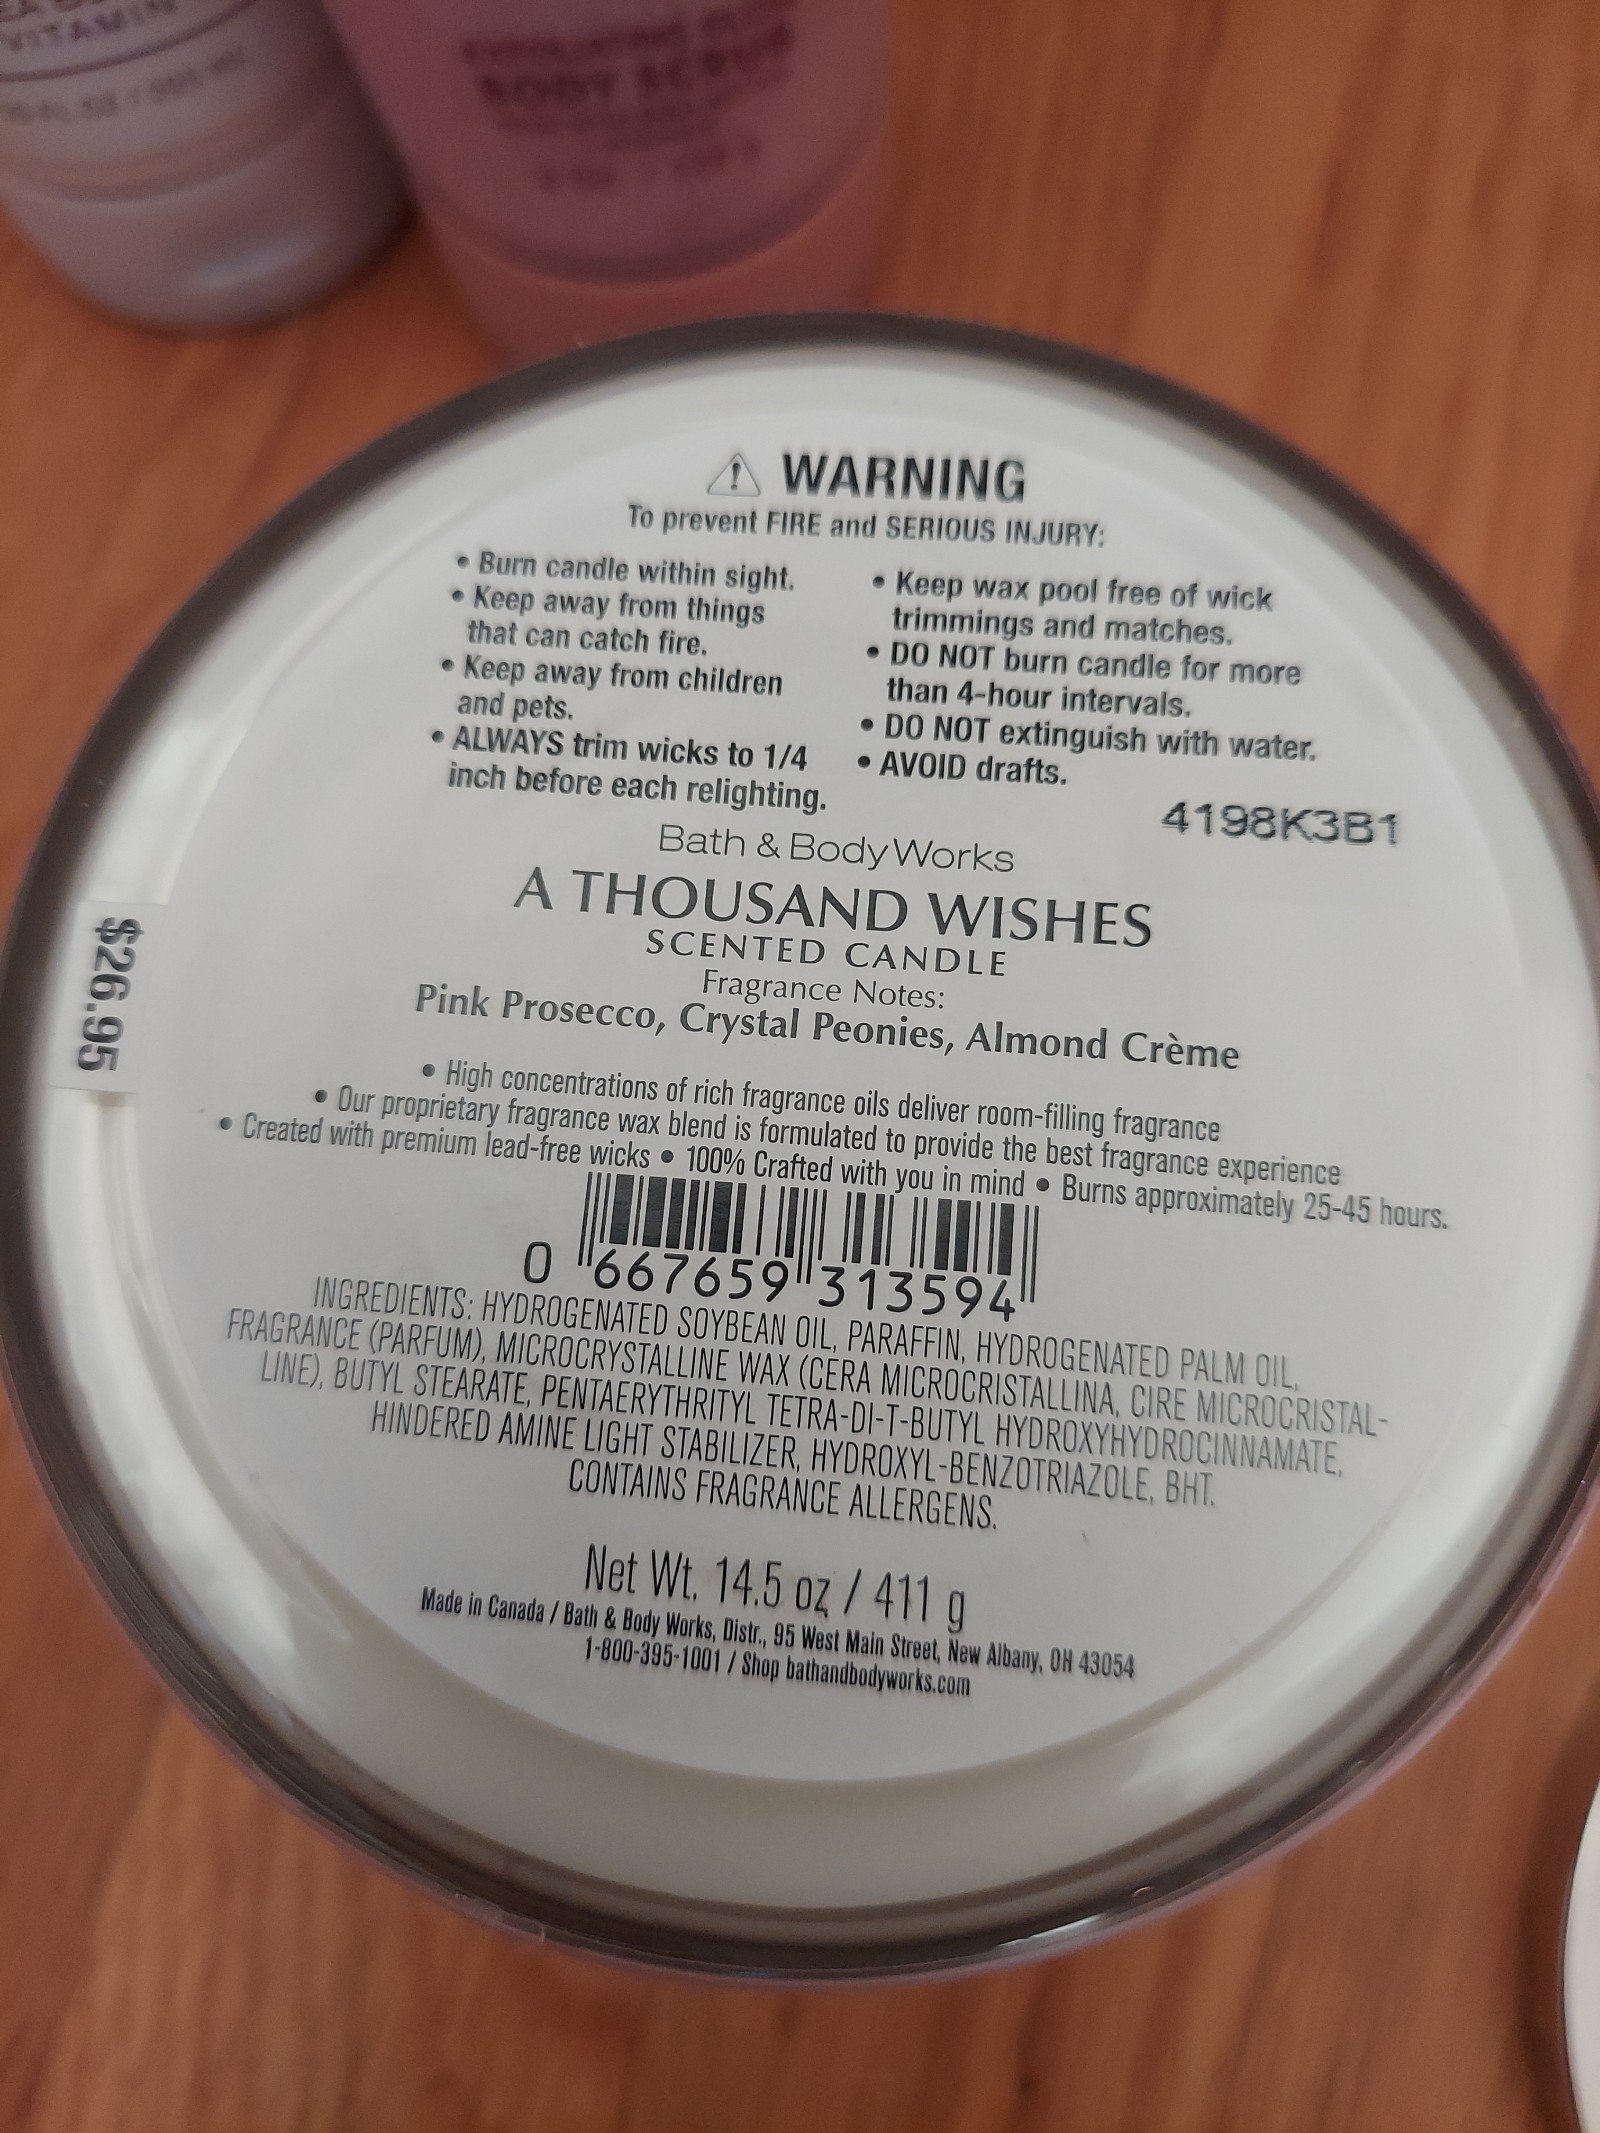 VITAMIN
BODY SCRUB
WARNING
To prevent FIRE and SERIOUS INJURY:
• Burn candle within sight.
• Keep away from things
that can catch fire.
• Keep away from children
and pets.
• ALWAYS trim wicks to 1/4
inch before each relighting.
• Keep wax pool free of wick
trimmings and matches.
• DO NOT burn candle for more
than 4-hour intervals.
• DO NOT extinguish with water.
• AVOID drafts.
4198K3B1
Bath & Body Works
A THOUSAND WISHES
SCENTED CANDLE
Fragrance Notes:
Pink Prosecco, Crystal Peonies, Almond Crème
• High concentrations of rich fragrance oils deliver room-filling fragrance
• Our proprietary fragrance wax blend is formulated to provide the best fragrance experience
• Created with premium lead-free wicks • 100% Crafted with you in mind • Burns approximately 25-45 hours.
$26.95
0 667659 313594
INGREDIENTS: HYDROGENATED SOYBEAN OIL, PARAFFIN, HYDROGENATED PALM OIL,
FRAGRANCE (PARFUM), MICROCRYSTALLINE WAX (CERA MICROCRISTALLINA, CIRE MICROCRISTAL-
LINE), BUTYL STEARATE, PENTAERYTHRITYL TETRA-DI-T-BUTYL HYDROXYHYDROCINNAMATE,
HINDERED AMINE LIGHT STABILIZER, HYDROXYL-BENZOTRIAZOLE, BHT.
CONTAINS FRAGRANCE ALLERGENS.
Net Wt. 14.5 oz / 411 g
Made in Canada / Bath & Body Works, Distr., 95 West Main Street, New Albany, OH 43054
1-800-395-1001 / Shop bathandbodyworks.com